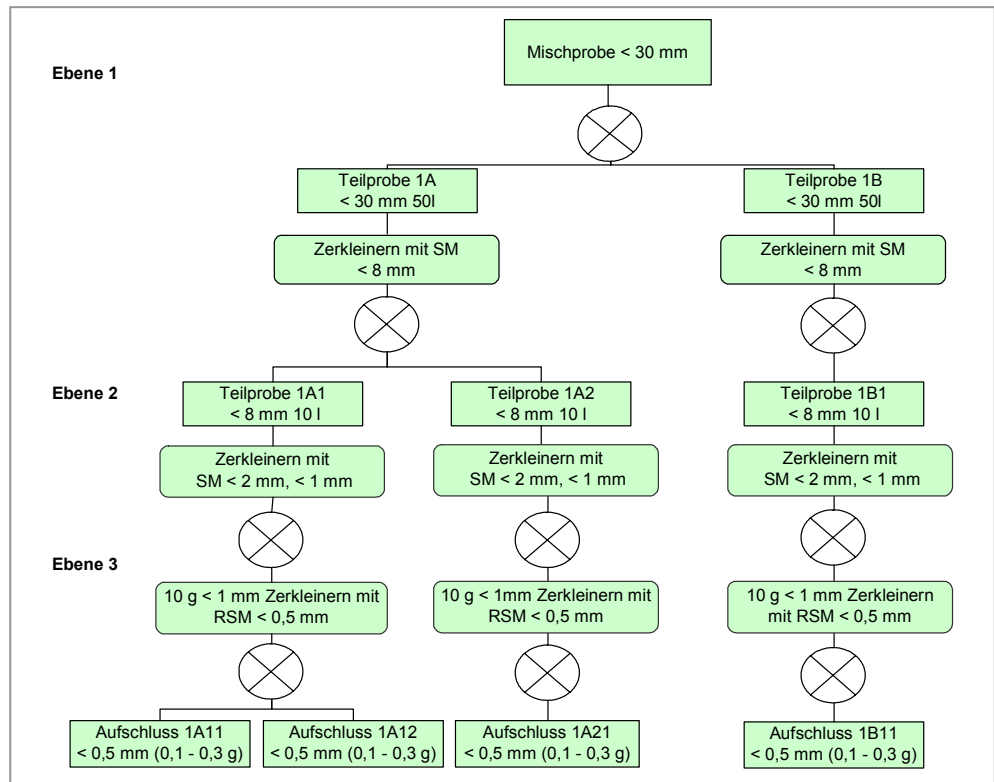 Mischprobe < 30 mm
Ebene 1
Teilprobe 1A
< 30 mm 50l
Teilprobe 1B
< 30 mm 50l
Zerkleinern mit SM
< 8 mm
Zerkleinern mit SM
< 8 mm
Ebene 2
Teilprobe 1A1
< 8 mm 10 l
Teilprobe 1A2
< 8 mm 10 l
Teilprobe 1B1
< 8 mm 10 l
Zerkleinern mit
SM < 2 mm, < 1 mm
Zerkleinern mit
SM < 2 mm, < 1 mm
Zerkleinern mit
SM < 2 mm, < 1 mm
Ebene 3
10 g < 1 mm Zerkleinern mit
RSM < 0,5 mm
10 g < 1mm Zerkleinern mit
RSM < 0,5 mm
10 g < 1 mm Zerkleinern
mit RSM < 0,5 mm
Aufschluss 1A11
< 0,5 mm (0,1 - 0,3 g)
Aufschluss 1A12
< 0,5 mm (0,1 - 0,3 g)
Aufschluss 1A21
< 0,5 mm (0,1 - 0,3 g)
Aufschluss 1B11
< 0,5 mm (0,1 - 0,3 g)